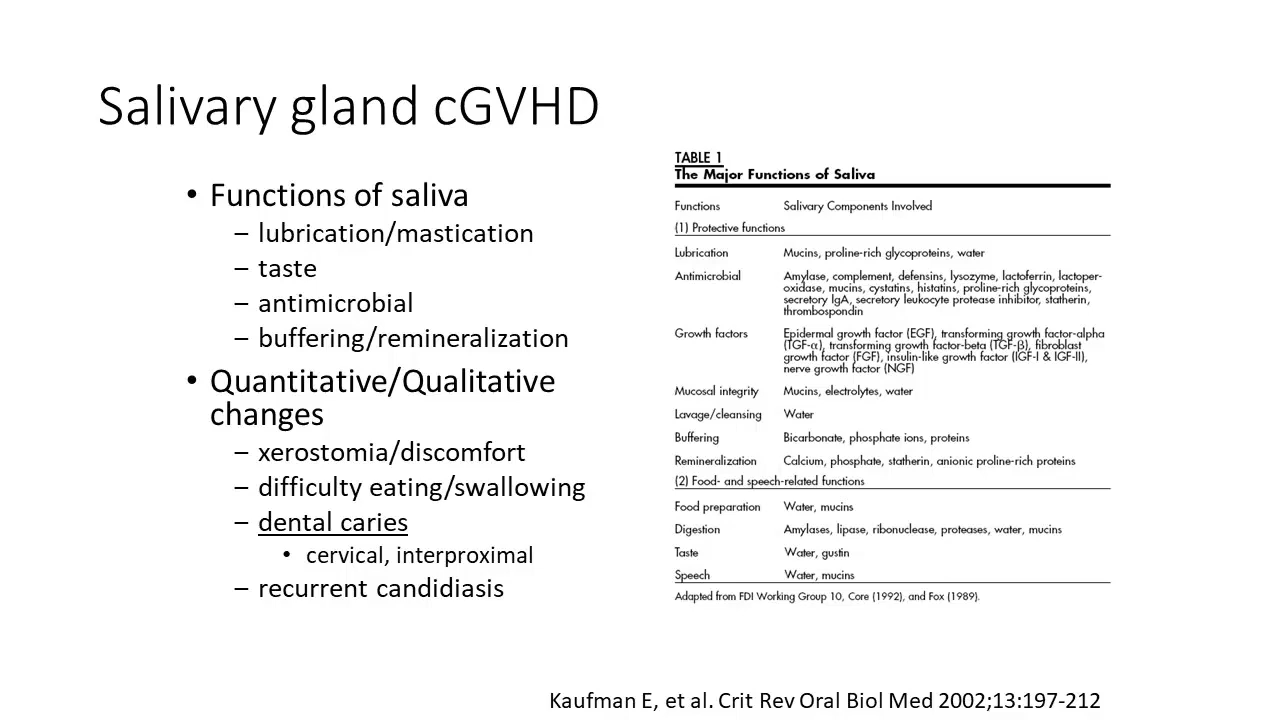 Salivary gland cGVHD
• Functions of saliva
– lubrication/mastication
– taste
– antimicrobial
– buffering/remineralization
• Quantitative/Qualitative
changes
– xerostomia/discomfort
– difficulty eating/swallowing
– dental caries
• cervical, interproximal
– recurrent candidiasis
TABLE 1
The Major Functions of Saliva
Functions Salivary Components Involved
(1) Protective functions
Lubrication Mucins, proline-rich glycoproteins, water
Antimicrobial Amylase, complement, defensins, lysozyme, lactoferrin, lactoper-
oxidase, mucins, cystatins, histatins, proline-rich glycoproteins,
secretory IgA, secretory leukocyte protease inhibitor, statherin,
thrombospondin
Growth factors Epidermal growth factor (EGF), transforming growth factor-alpha
(TGF-α), transforming growth factor-beta (TGF-β), fibroblast
growth factor (FGF), insulin-like growth factor (IGF-I & IGF-II),
nerve growth factor (NGF)
Mucosal integrity Mucins, electrolytes, water
Lavage/cleansing Water
Buffering Bicarbonate, phosphate ions, proteins
Remineralization Calcium, phosphate, statherin, anionic proline-rich proteins
(2) Food- and speech-related functions
Food preparation Water, mucins
Digestion Amylases, lipase, ribonuclease, proteases, water, mucins
Taste Water, gustin
Speech Water, mucins
Adapted from FDI Working Group 10, Core (1992), and Fox (1989).
Kaufman E, et al. Crit Rev Oral Biol Med 2002;13:197-212